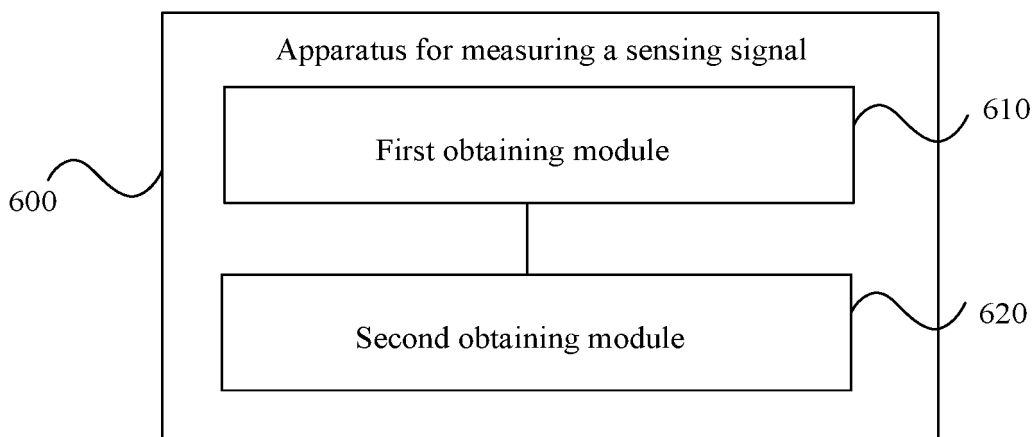 Apparatus for measuring a sensing signal
610
First obtaining module
600
620
Second obtaining module